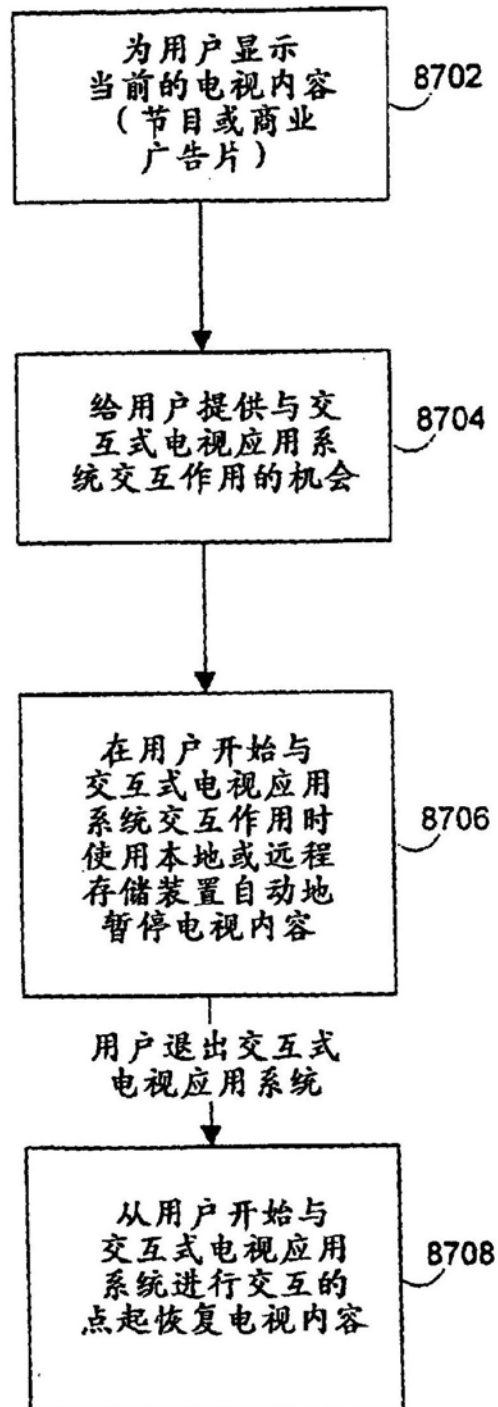 为用户显示
当前的电视内容
（节目或商业
广告片）
8702
给用户提供与交
互式电视应用系
统交互作用的机会
8704
在用户开始与
交互式电视应用
系统交互作用时
使用本地或远程
存储装置自动地
暂停电视内容
8706
用户退出交互式
电视应用系统
从用户开始与
交互式电视应用
系统进行交互的
点起恢复电视内容
8708